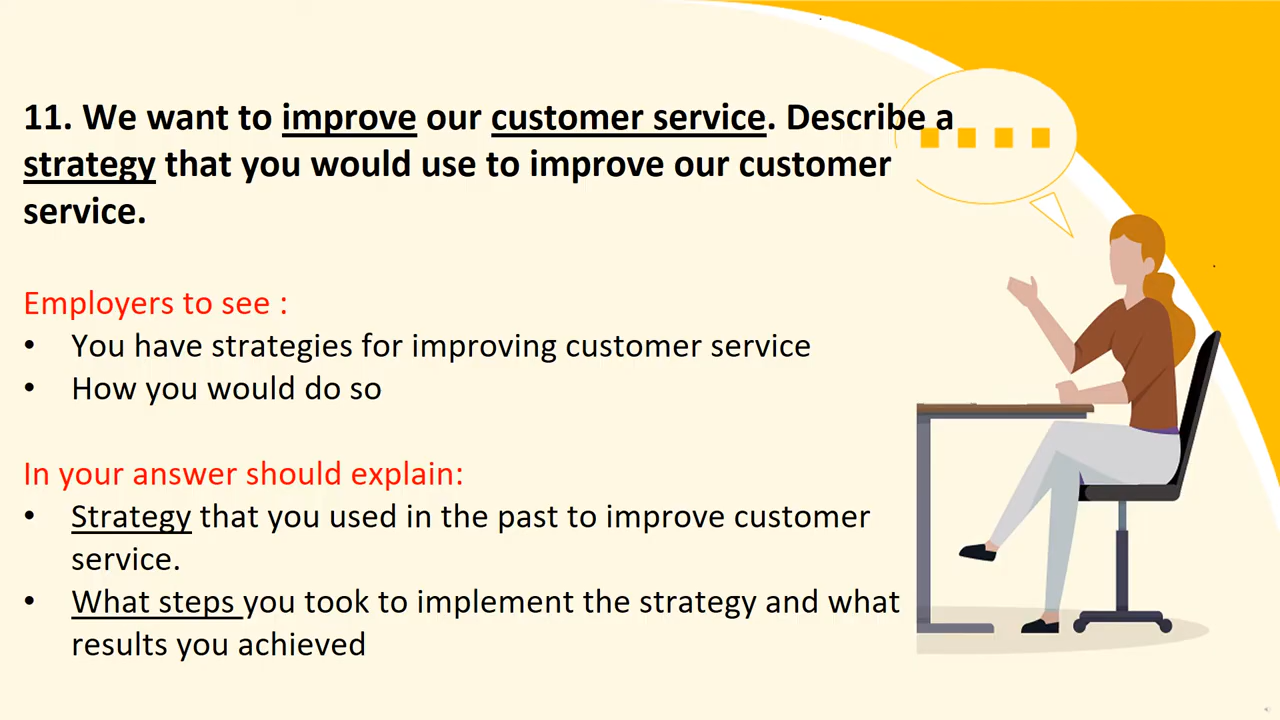 11. We want to improve our customer service. Describe a
strategy that you would use to improve our customer
service.
Employers to see :
• You have strategies for improving customer service
• How you would do so
In your answer should explain:
• Strategy that you used in the past to improve customer
service.
• What steps you took to implement the strategy and what
results you achieved